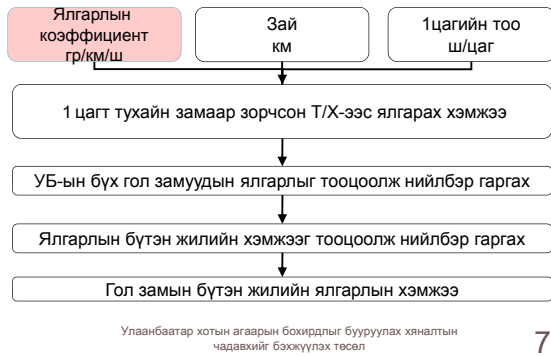 Ялгарлын
коэффициент
гр/км/ш
Зай
км
1цагийн тоо
ш/цаг
1 цагт тухайн замаар зорчсон Т/Х-ээс ялгарах хэмжээ
УБ-ын бүх гол замуудын ялгарлыг тооцоолж нийлбэр гаргах
Ялгарлын бүтэн жилийн хэмжээг тооцоолж нийлбэр гаргах
Гол замын бүтэн жилийн ялгарлын хэмжээ
Улаанбаатар хотын агаарын бохирдлыг бууруулах хяналтын
чадавхийг бэхжүүлэх төсөл
7